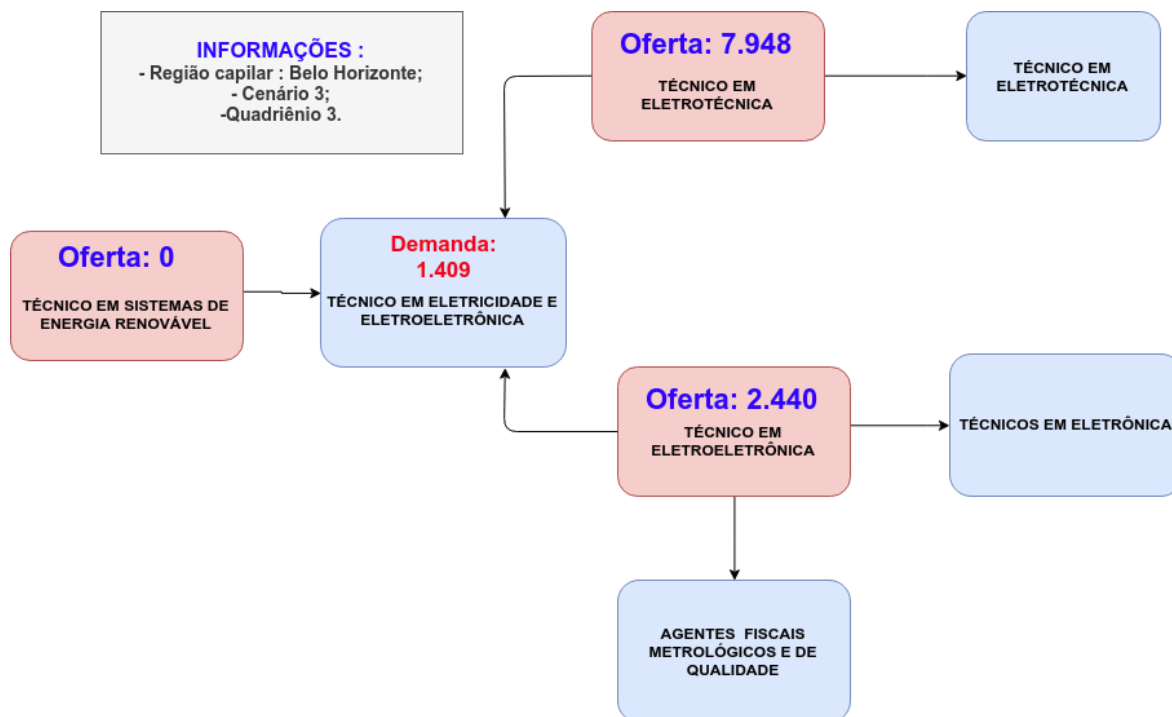 INFORMAÇÕES :
- Região capilar : Belo Horizonte;
- Cenário 3;
-Quadriênio 3.
Oferta: 7.948
TÉCNICO EM
ELETROTÉCNICA
TÉCNICO EM
ELETROTÉCNICA
Oferta: 0
TÉCNICO EM SISTEMAS DE
ENERGIA RENOVÁVEL
Demanda:
1.409
TÉCNICO EM ELETRICIDADE E
ELETROELETRÔNICA
Oferta: 2.440
TÉCNICO EM
ELETROELETRÔNICA
TÉCNICOS EM ELETRÔNICA
AGENTES  FISCAIS
METROLÓGICOS E DE
QUALIDADE